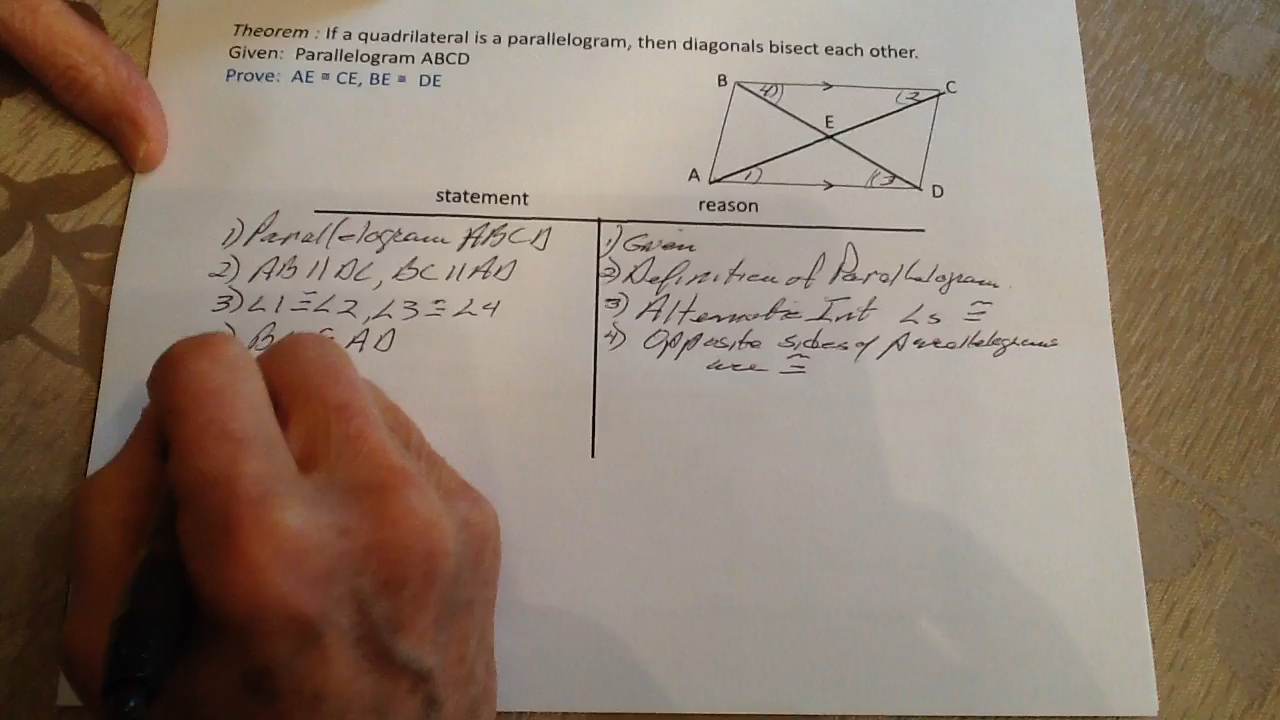 Theorem : If a quadrilateral is a parallelogram, then diagonals bisect each other.
Given: Parallelogram ABCD
Prove: AE ≅ CE, BE ≅ DE
B
C
4
2
E
A
1
3
D
statement
reason
1) Parallelogram ABCD
1) Given
2) AB // DC, BC // AD
2) Definition of Parallelogram
3) ∠1 ≅ ∠2, ∠3 ≅ ∠4
3) Alternate Int ∠s ≅
) B AD
4) Opposite sides of Parallelograms
are ≅